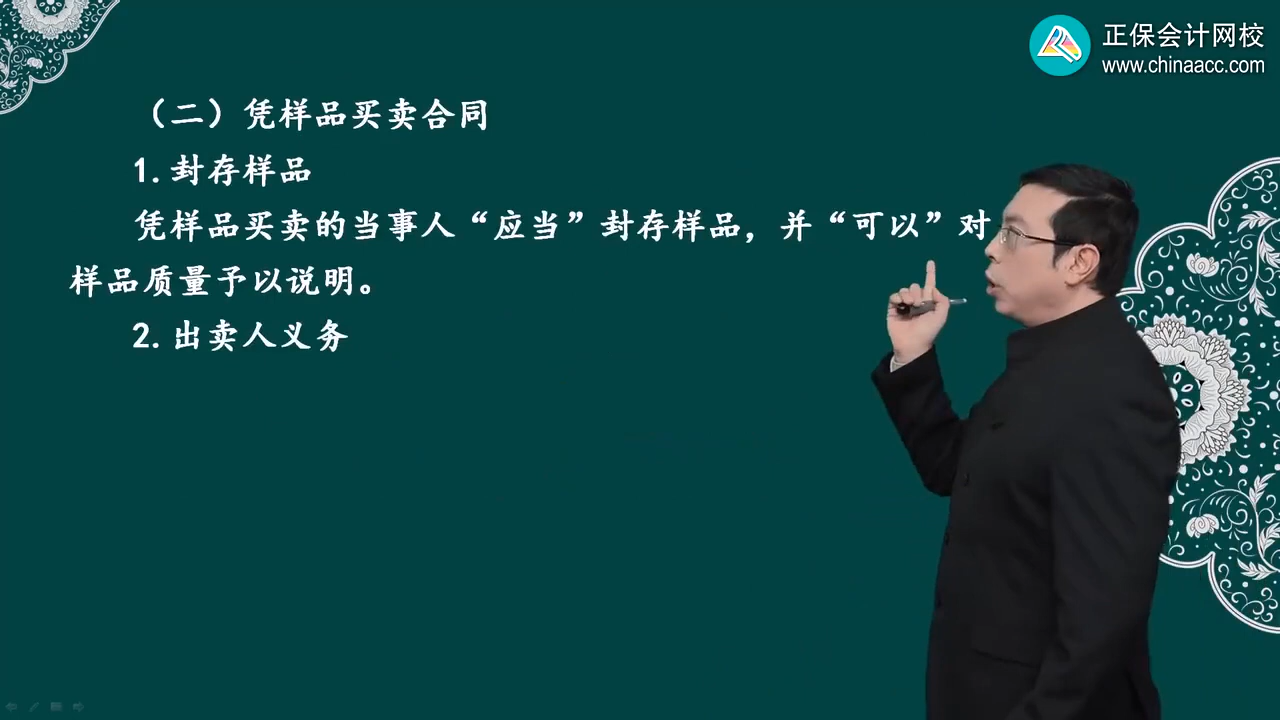 正保会计网校
www.chinaacc.com
（二）凭样品买卖合同
1.封存样品
凭样品买卖的当事人“应当”封存样品，并“可以”对
样品质量予以说明。
2.出卖人义务